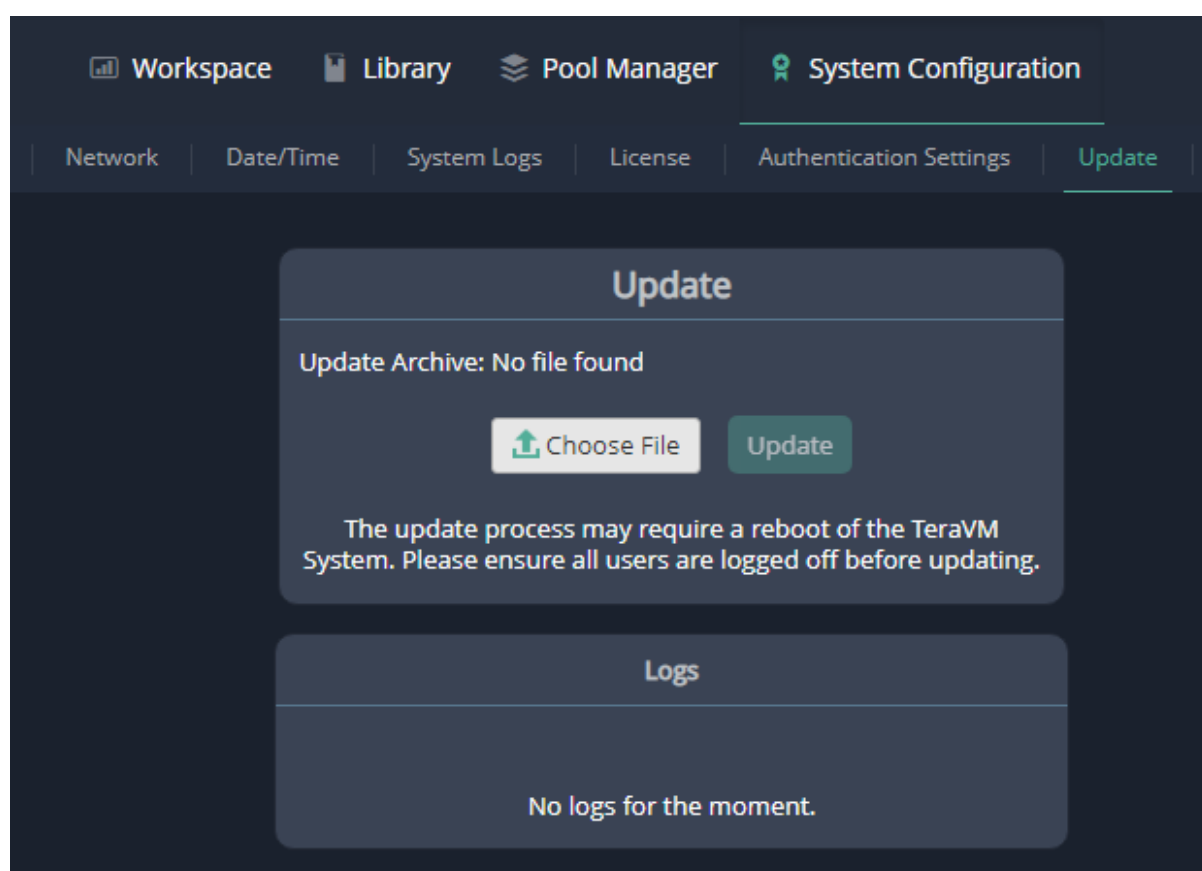 Workspace Library Pool Manager System Configuration
Network Date/Time System Logs License Authentication Settings Update
Update
Update Archive: No file found
Choose File Update
The update process may require a reboot of the TeraVM
System. Please ensure all users are logged off before updating.
Logs
No logs for the moment.